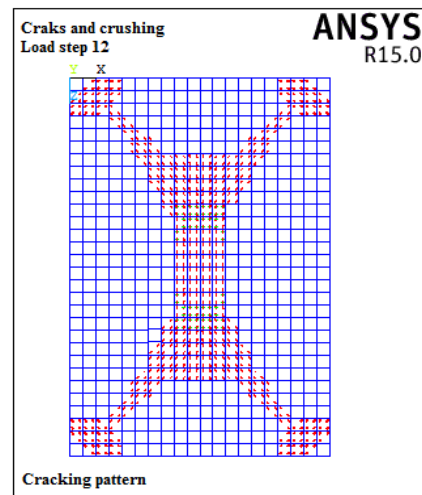 Craks and crushing
Load step 12
ANSYS
R15.0
Y X
Z
Cracking pattern